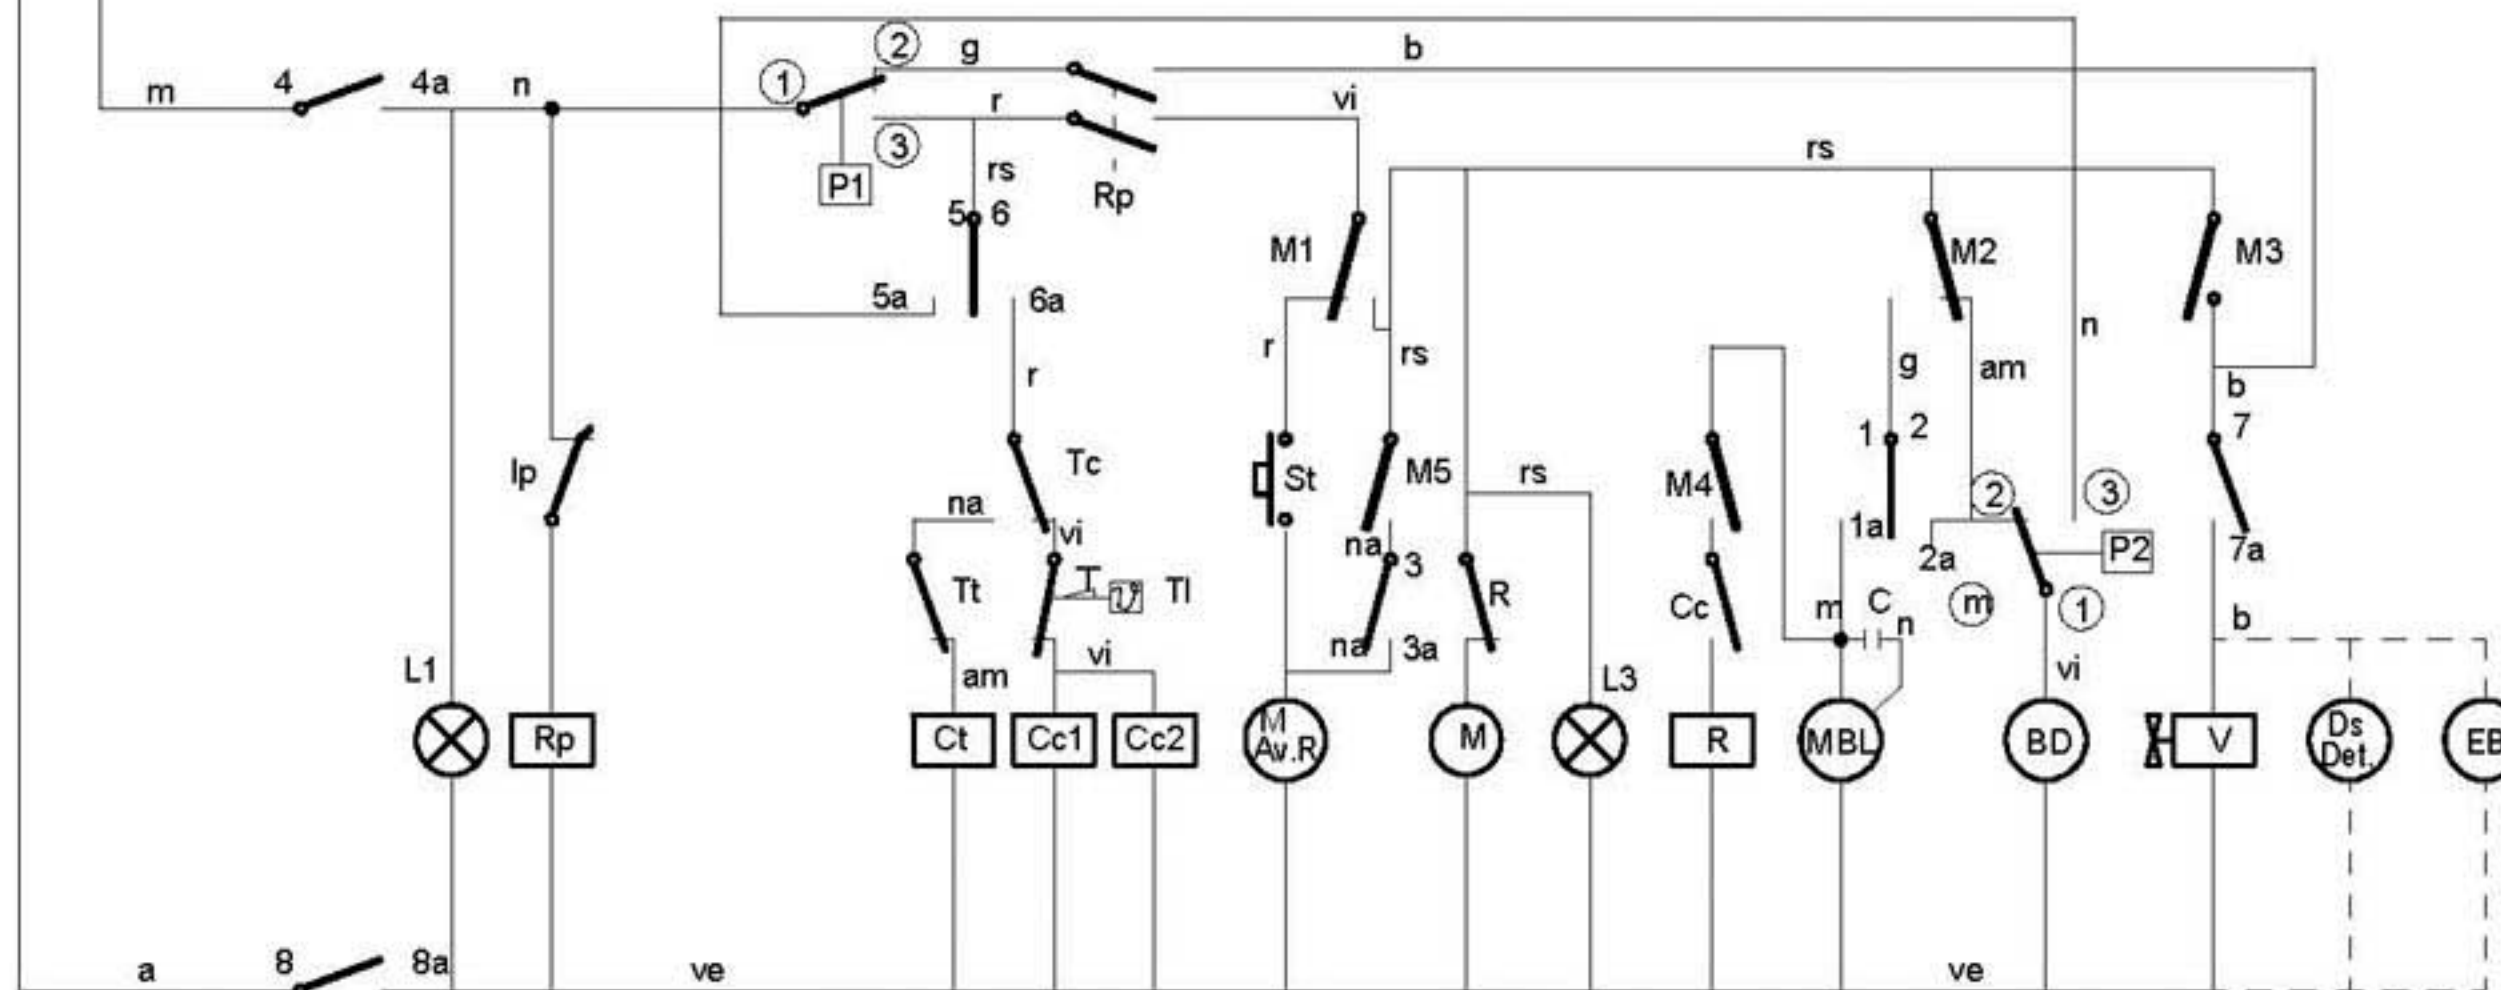 2 g b
m 4 4a n 1 r vi
3 rs
P1 rs
Rp
5 6
M1 M2 M3
5a 6a
n
r rs g am
r b
1 2 7
Ip Tc St M5 M4
na rs 2 3
vi 1a
na 2a P2 7a
3
Tt T ϑ Tl R Cc m C n m 1
b
na 3a
L1 am vi L3 vi
Rp Ct Cc1 Cc2 M Av.R M R MBL BD V Ds Det. EB
a 8 8a ve ve